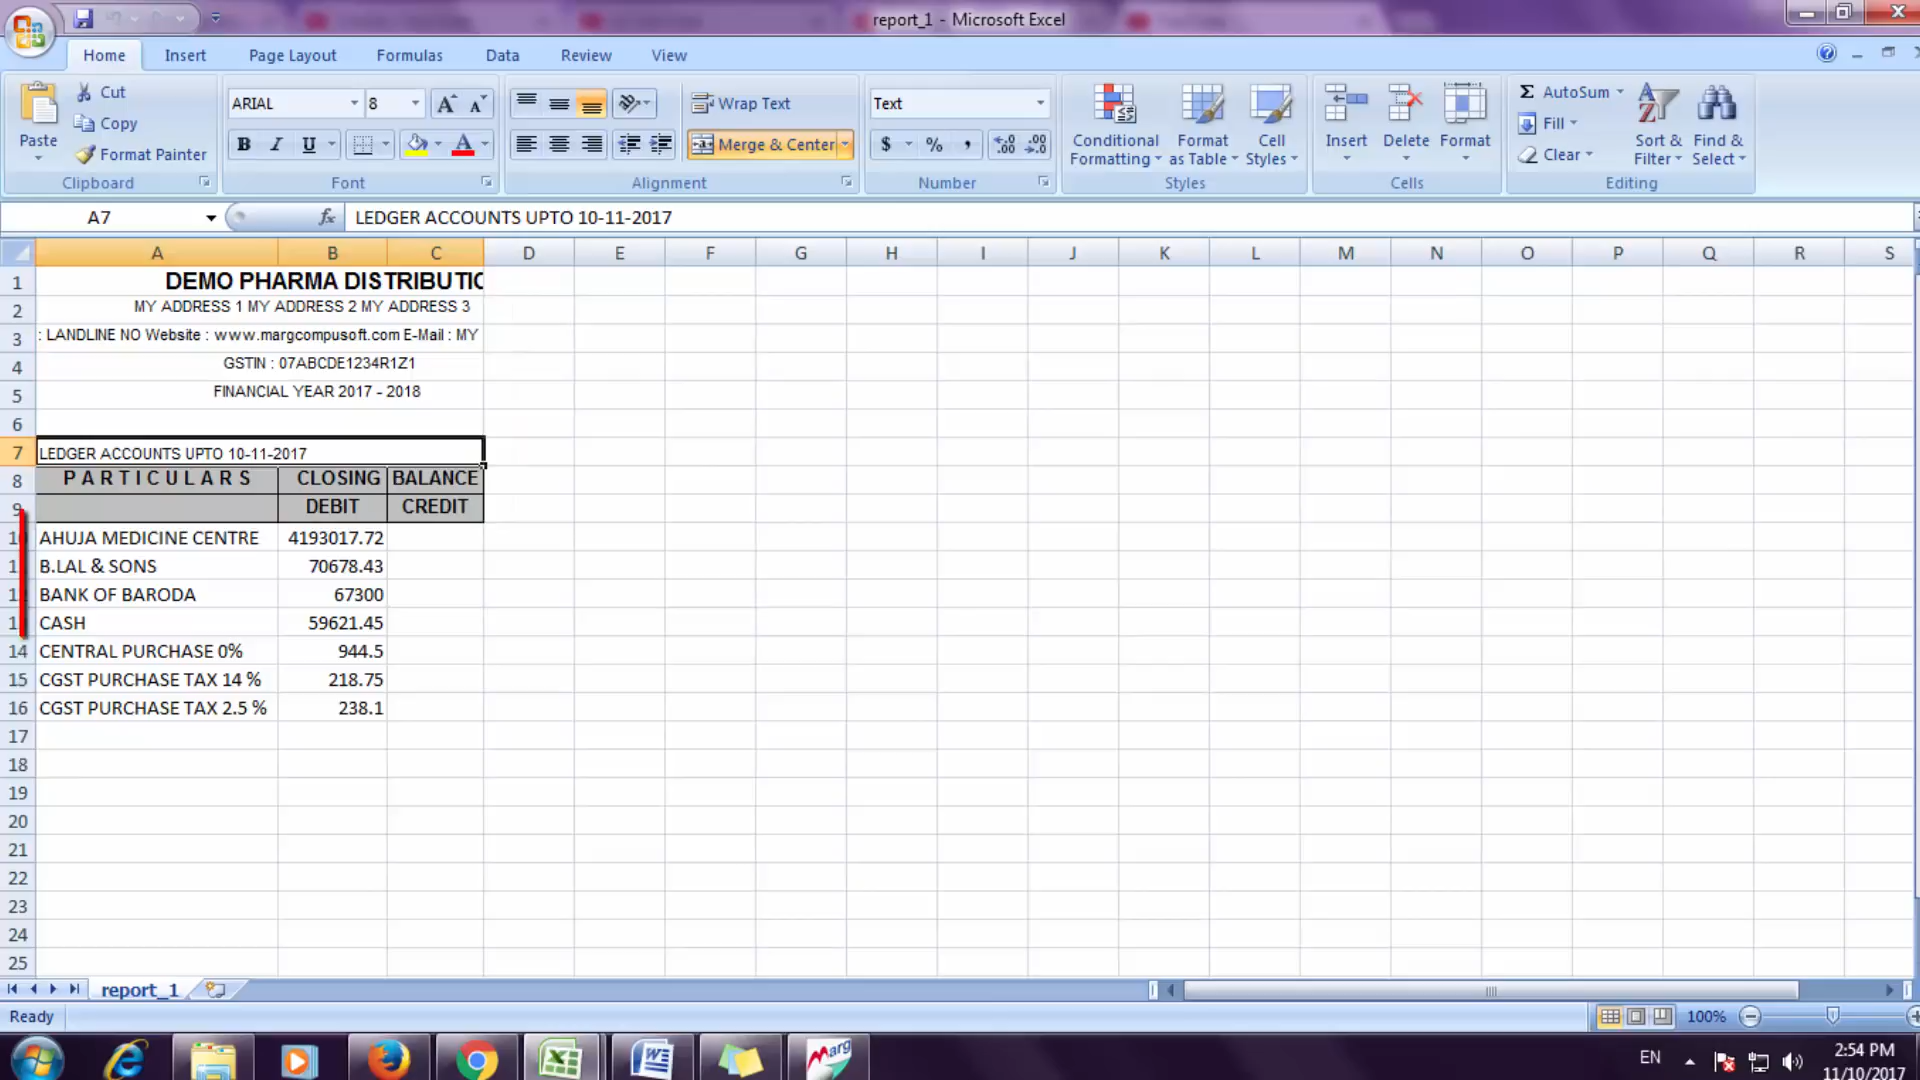 report_1 - Microsoft Excel
Home Insert Page Layout Formulas Data Review View
Paste
Cut
Copy
Format Painter
Clipboard
ARIAL 8
B I U
Font
Wrap Text
Merge & Center
Alignment
Text
$ % ,
Number
Conditional Formatting
Format as Table
Cell Styles
Styles
Insert Delete Format
Cells
AutoSum
Fill
Clear
Sort & Filter
Find & Select
Editing
A7 fx LEDGER ACCOUNTS UPTO 10-11-2017
A B C D E F G H I J K L M N O P Q R S
1 DEMO PHARMA DISTRIBUTIO
2 MY ADDRESS 1 MY ADDRESS 2 MY ADDRESS 3
3 : LANDLINE NO Website : www.margcompusoft.com E-Mail : MY
4 GSTIN : 07ABCDE1234R1Z1
5 FINANCIAL YEAR 2017 - 2018
6
7 LEDGER ACCOUNTS UPTO 10-11-2017
8 P A R T I C U L A R S CLOSING BALANCE
9 DEBIT CREDIT
10 AHUJA MEDICINE CENTRE 4193017.72
1 B.LAL & SONS 70678.43
1 BANK OF BARODA 67300
1 CASH 59621.45
14 CENTRAL PURCHASE 0% 944.5
15 CGST PURCHASE TAX 14 % 218.75
16 CGST PURCHASE TAX 2.5 % 238.1
17
18
19
20
21
22
23
24
25
report_1
Ready 100%
Marg
EN
2:54 PM
11/10/2017